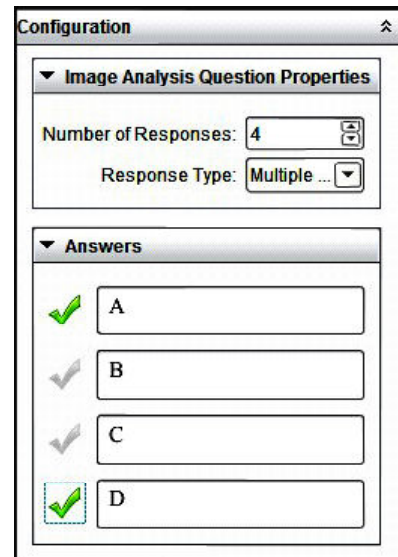 Configuration
Image Analysis Question Properties
Number of Responses: 4
Response Type: Multiple ...
Answers
A
B
C
D